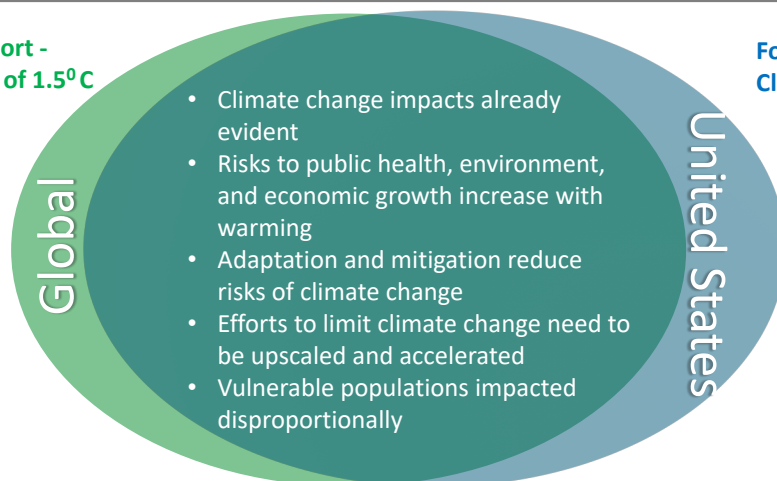 ort -
of 1.5⁰ C
Fo
Cl
Global
• Climate change impacts already
evident
• Risks to public health, environment,
and economic growth increase with
warming
• Adaptation and mitigation reduce
risks of climate change
• Efforts to limit climate change need to
be upscaled and accelerated
• Vulnerable populations impacted
disproportionally
United States